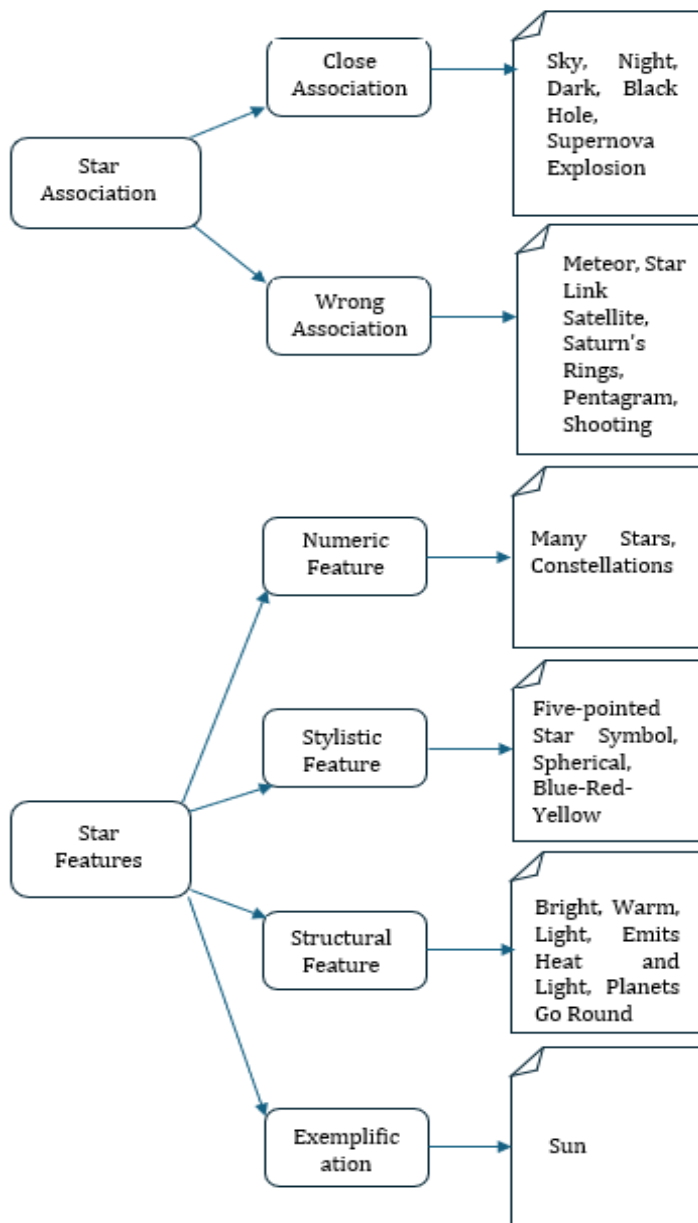 Close
Association
Sky, Night,
Dark, Black
Hole,
Supernova
Explosion
Star
Association
Wrong
Association
Meteor, Star
Link
Satellite,
Saturn's
Rings,
Pentagram,
Shooting
Numeric
Feature
Many Stars,
Constellations
Stylistic
Feature
Five-pointed
Star Symbol,
Spherical,
Blue-Red-
Yellow
Star
Features
Structural
Feature
Bright, Warm,
Light, Emits
Heat and
Light, Planets
Go Round
Exemplific
ation
Sun